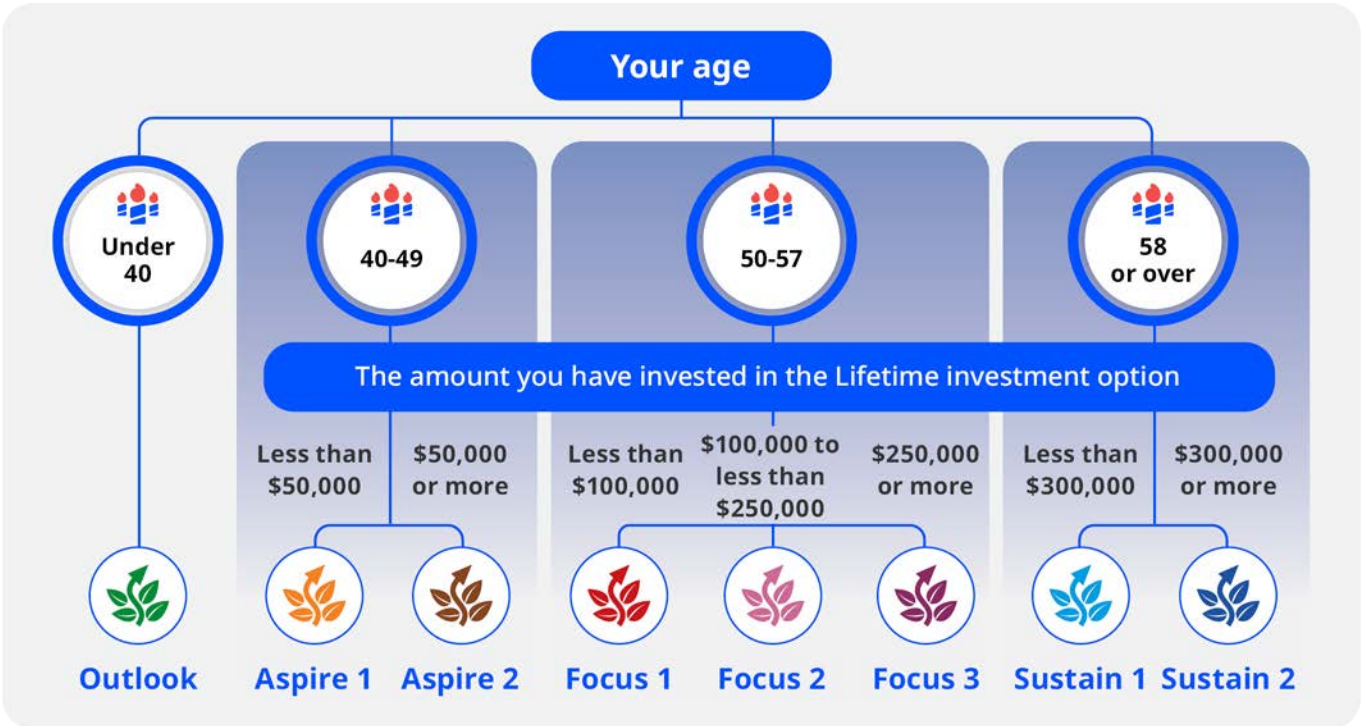 Your age
Under
40
40-49
50-57
58
or over
The amount you have invested in the Lifetime investment option
Less than
$50,000
$50,000
or more
Less than
$100,000
$100,000 to
less than
$250,000
$250,000
or more
Less than
$300,000
$300,000
or more
Outlook
Aspire 1
Aspire 2
Focus 1
Focus 2
Focus 3
Sustain 1
Sustain 2